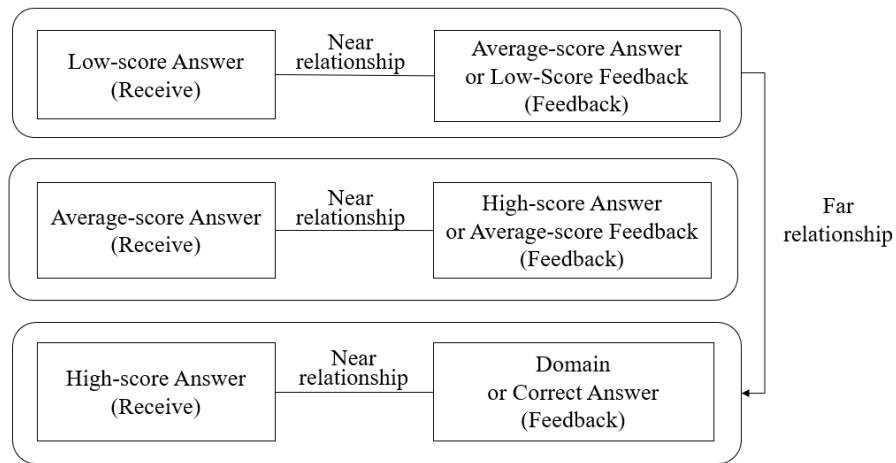 Low-score Answer
(Receive)
Near
relationship
Average-score Answer
or Low-Score Feedback
(Feedback)
Average-score Answer
(Receive)
Near
relationship
High-score Answer
or Average-score Feedback
(Feedback)
Far
relationship
High-score Answer
(Receive)
Near
relationship
Domain
or Correct Answer
(Feedback)